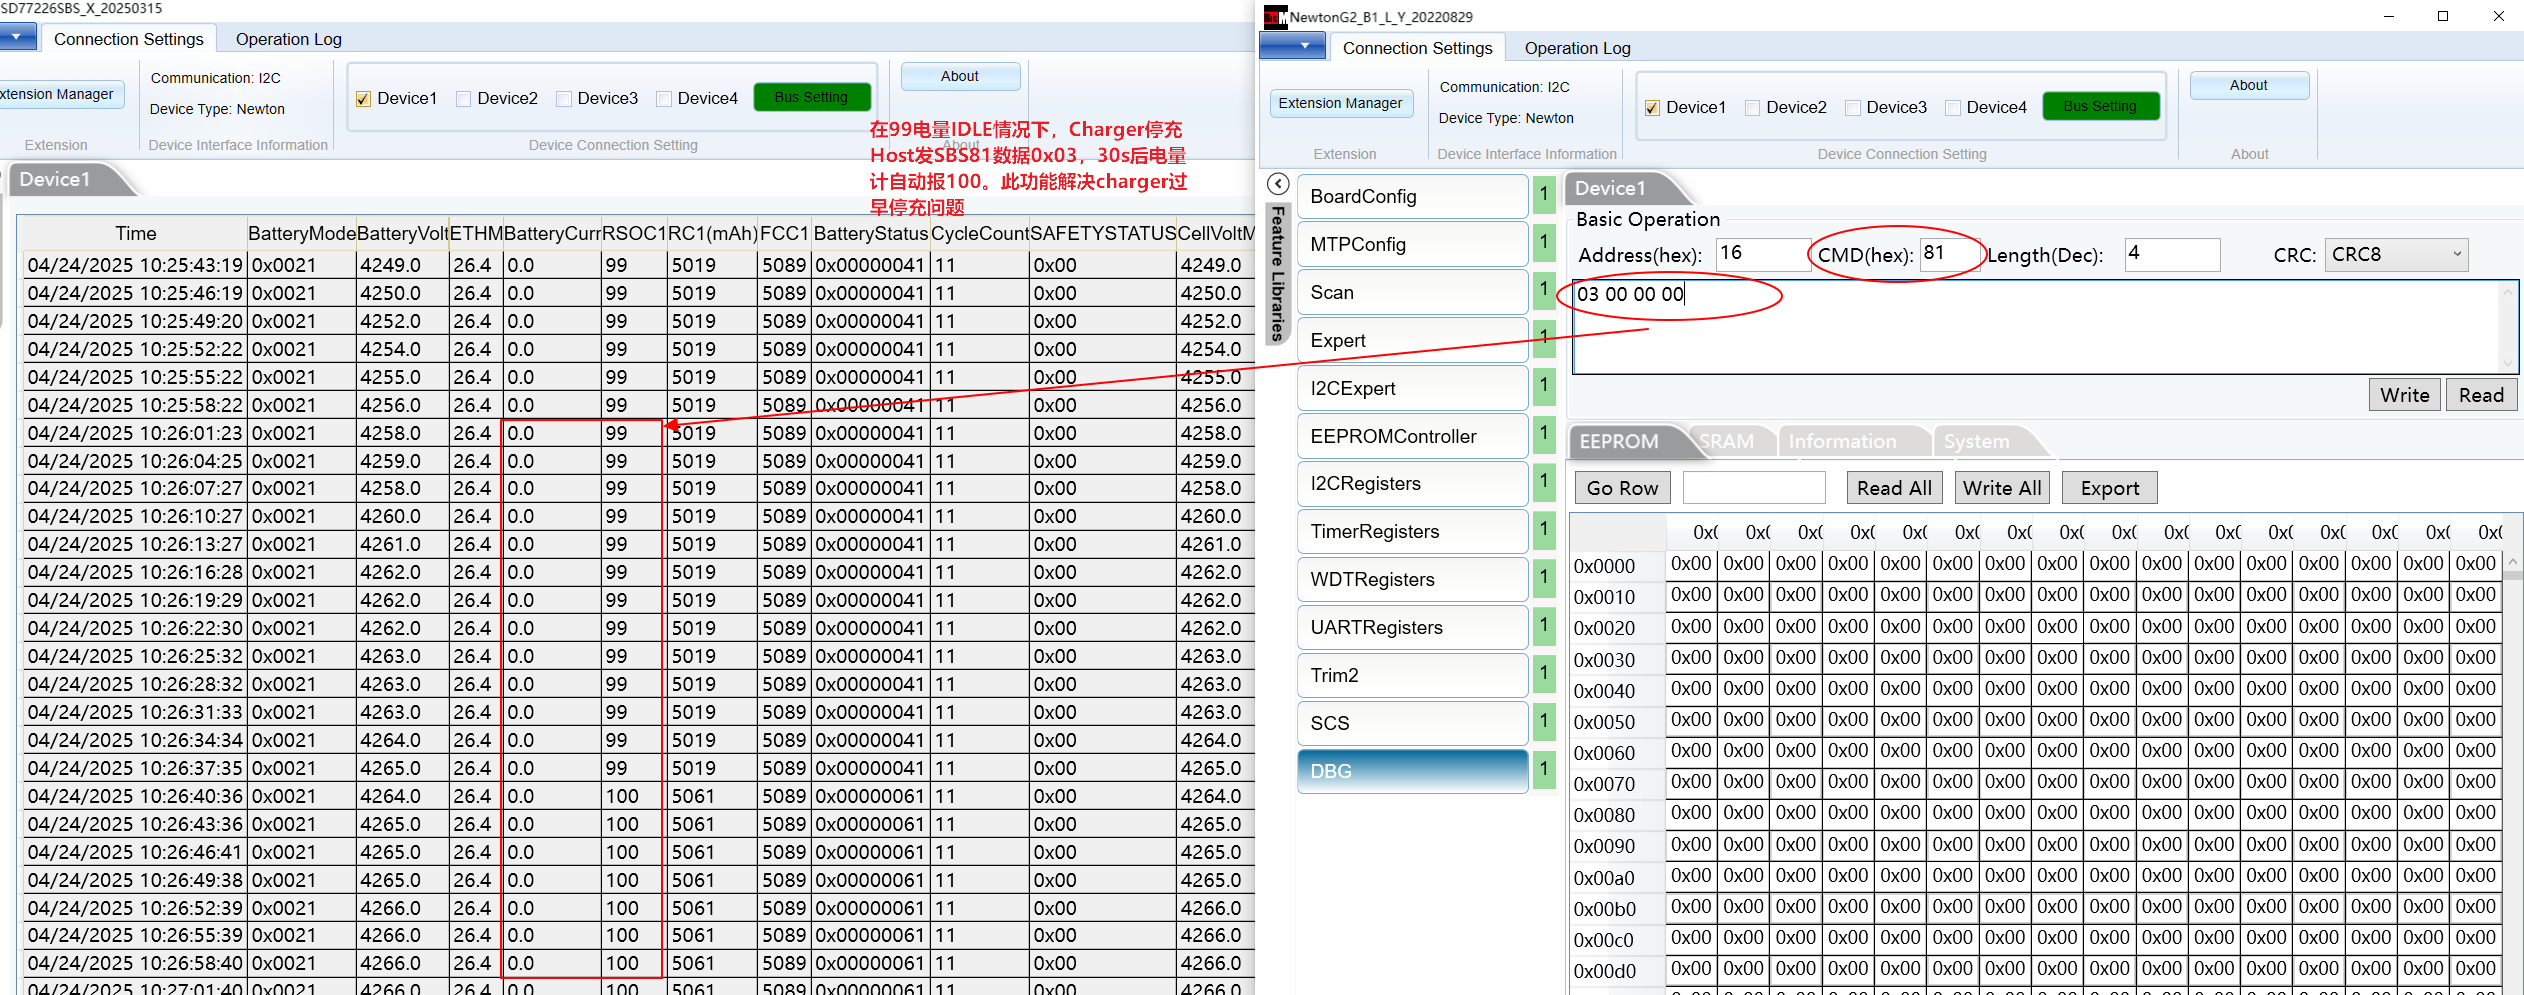 SD77226SBS_X_20250315
Connection Settings
Operation Log
Extension Manager
Communication: I2C
Device Type: Newton
Device1
Device2
Device3
Device4
Bus Setting
About
Extension
Device Interface Information
Device Connection Setting
About
在99电量IDLE情况下，Charger停充
Host发SBS81数据0x03，30s后电量
计自动报100。此功能解决charger过
早停充问题
Device1
Time BatteryMode BatteryVolt ETHM BatteryCurr RSOC1 RC1(mAh) FCC1 BatteryStatus CycleCount SAFETYSTATUS CellVoltM
04/24/2025 10:25:43:19 0x0021 4249.0 26.4 0.0 99 5019 5089 0x00000041 11 0x00 4249.0
04/24/2025 10:25:46:19 0x0021 4250.0 26.4 0.0 99 5019 5089 0x00000041 11 0x00 4250.0
04/24/2025 10:25:49:20 0x0021 4252.0 26.4 0.0 99 5019 5089 0x00000041 11 0x00 4252.0
04/24/2025 10:25:52:22 0x0021 4254.0 26.4 0.0 99 5019 5089 0x00000041 11 0x00 4254.0
04/24/2025 10:25:55:22 0x0021 4255.0 26.4 0.0 99 5019 5089 0x00000041 11 0x00 4255.0
04/24/2025 10:25:58:22 0x0021 4256.0 26.4 0.0 99 5019 5089 0x00000041 11 0x00 4256.0
04/24/2025 10:26:01:23 0x0021 4258.0 26.4 0.0 99 5019 5089 0x00000041 11 0x00 4258.0
04/24/2025 10:26:04:25 0x0021 4259.0 26.4 0.0 99 5019 5089 0x00000041 11 0x00 4259.0
04/24/2025 10:26:07:27 0x0021 4258.0 26.4 0.0 99 5019 5089 0x00000041 11 0x00 4258.0
04/24/2025 10:26:10:27 0x0021 4260.0 26.4 0.0 99 5019 5089 0x00000041 11 0x00 4260.0
04/24/2025 10:26:13:27 0x0021 4261.0 26.4 0.0 99 5019 5089 0x00000041 11 0x00 4261.0
04/24/2025 10:26:16:28 0x0021 4262.0 26.4 0.0 99 5019 5089 0x00000041 11 0x00 4262.0
04/24/2025 10:26:19:29 0x0021 4262.0 26.4 0.0 99 5019 5089 0x00000041 11 0x00 4262.0
04/24/2025 10:26:22:30 0x0021 4262.0 26.4 0.0 99 5019 5089 0x00000041 11 0x00 4262.0
04/24/2025 10:26:25:32 0x0021 4263.0 26.4 0.0 99 5019 5089 0x00000041 11 0x00 4263.0
04/24/2025 10:26:28:32 0x0021 4263.0 26.4 0.0 99 5019 5089 0x00000041 11 0x00 4263.0
04/24/2025 10:26:31:33 0x0021 4263.0 26.4 0.0 99 5019 5089 0x00000041 11 0x00 4263.0
04/24/2025 10:26:34:34 0x0021 4264.0 26.4 0.0 99 5019 5089 0x00000041 11 0x00 4264.0
04/24/2025 10:26:37:35 0x0021 4265.0 26.4 0.0 99 5019 5089 0x00000041 11 0x00 4265.0
04/24/2025 10:26:40:36 0x0021 4264.0 26.4 0.0 100 5061 5089 0x00000061 11 0x00 4264.0
04/24/2025 10:26:43:36 0x0021 4265.0 26.4 0.0 100 5061 5089 0x00000061 11 0x00 4265.0
04/24/2025 10:26:46:41 0x0021 4265.0 26.4 0.0 100 5061 5089 0x00000061 11 0x00 4265.0
04/24/2025 10:26:49:38 0x0021 4265.0 26.4 0.0 100 5061 5089 0x00000061 11 0x00 4265.0
04/24/2025 10:26:52:39 0x0021 4266.0 26.4 0.0 100 5061 5089 0x00000061 11 0x00 4266.0
04/24/2025 10:26:55:39 0x0021 4266.0 26.4 0.0 100 5061 5089 0x00000061 11 0x00 4266.0
04/24/2025 10:26:58:40 0x0021 4266.0 26.4 0.0 100 5061 5089 0x00000061 11 0x00 4266.0
04/24/2025 10:27:01:40 0x0021 4266.0 26.4 0.0 100 5061 5089 0x00000061 11 0x00 4266.0
NewtonG2_B1_L_Y_20220829
Connection Settings
Operation Log
Extension Manager
Communication: I2C
Device Type: Newton
Device1
Device2
Device3
Device4
Bus Setting
About
Extension
Device Interface Information
Device Connection Setting
About
Feature Libraries
BoardConfig 1
MTPConfig 1
Scan 1
Expert 1
I2CExpert 1
EEPROMController 1
I2CRegisters 1
TimerRegisters 1
WDTRegisters 1
UARTRegisters 1
Trim2 1
SCS 1
DBG 1
Device1
Basic Operation
Address(hex): 16 CMD(hex): 81 Length(Dec): 4 CRC: CRC8
03 00 00 00
Write Read
EEPROM SRAM Information System
Go Row Read All Write All Export
0x( 0x( 0x( 0x( 0x( 0x( 0x( 0x( 0x( 0x( 0x( 0x( 0x( 0x( 0x( 0x(
0x0000 0x00 0x00 0x00 0x00 0x00 0x00 0x00 0x00 0x00 0x00 0x00 0x00 0x00 0x00 0x00 0x00
0x0010 0x00 0x00 0x00 0x00 0x00 0x00 0x00 0x00 0x00 0x00 0x00 0x00 0x00 0x00 0x00 0x00
0x0020 0x00 0x00 0x00 0x00 0x00 0x00 0x00 0x00 0x00 0x00 0x00 0x00 0x00 0x00 0x00 0x00
0x0030 0x00 0x00 0x00 0x00 0x00 0x00 0x00 0x00 0x00 0x00 0x00 0x00 0x00 0x00 0x00 0x00
0x0040 0x00 0x00 0x00 0x00 0x00 0x00 0x00 0x00 0x00 0x00 0x00 0x00 0x00 0x00 0x00 0x00
0x0050 0x00 0x00 0x00 0x00 0x00 0x00 0x00 0x00 0x00 0x00 0x00 0x00 0x00 0x00 0x00 0x00
0x0060 0x00 0x00 0x00 0x00 0x00 0x00 0x00 0x00 0x00 0x00 0x00 0x00 0x00 0x00 0x00 0x00
0x0070 0x00 0x00 0x00 0x00 0x00 0x00 0x00 0x00 0x00 0x00 0x00 0x00 0x00 0x00 0x00 0x00
0x0080 0x00 0x00 0x00 0x00 0x00 0x00 0x00 0x00 0x00 0x00 0x00 0x00 0x00 0x00 0x00 0x00
0x0090 0x00 0x00 0x00 0x00 0x00 0x00 0x00 0x00 0x00 0x00 0x00 0x00 0x00 0x00 0x00 0x00
0x00a0 0x00 0x00 0x00 0x00 0x00 0x00 0x00 0x00 0x00 0x00 0x00 0x00 0x00 0x00 0x00 0x00
0x00b0 0x00 0x00 0x00 0x00 0x00 0x00 0x00 0x00 0x00 0x00 0x00 0x00 0x00 0x00 0x00 0x00
0x00c0 0x00 0x00 0x00 0x00 0x00 0x00 0x00 0x00 0x00 0x00 0x00 0x00 0x00 0x00 0x00 0x00
0x00d0 0x00 0x00 0x00 0x00 0x00 0x00 0x00 0x00 0x00 0x00 0x00 0x00 0x00 0x00 0x00 0x00